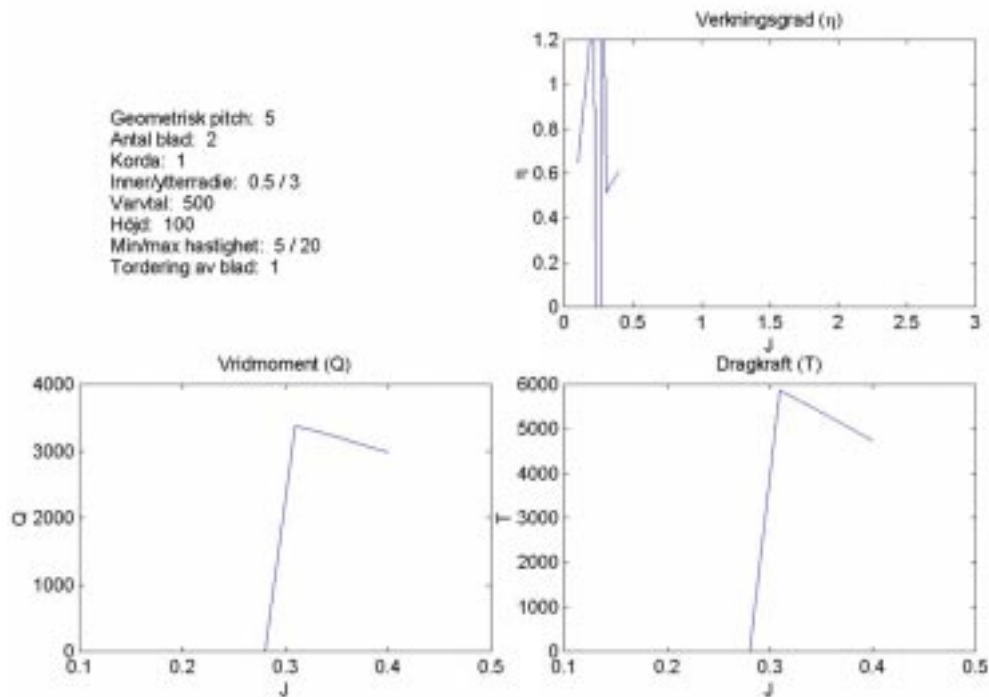 Verkningsgrad (η)
Geometrisk pitch: 5
Antal blad: 2
Korda: 1
Inner/ytterradie: 0.5 / 3
Varvtal: 500
Höjd: 100
Min/max hastighet: 5 / 20
Tordering av blad: 1
1.2
1
0.8
0.6
0.4
0.2
0
η
0 0.5 1 1.5 2 2.5 3
J
Vridmoment (Q)
4000
3000
2000
1000
0
Q
0.1 0.2 0.3 0.4 0.5
J
Dragkraft (T)
6000
5000
4000
3000
2000
1000
0
T
0.1 0.2 0.3 0.4 0.5
J